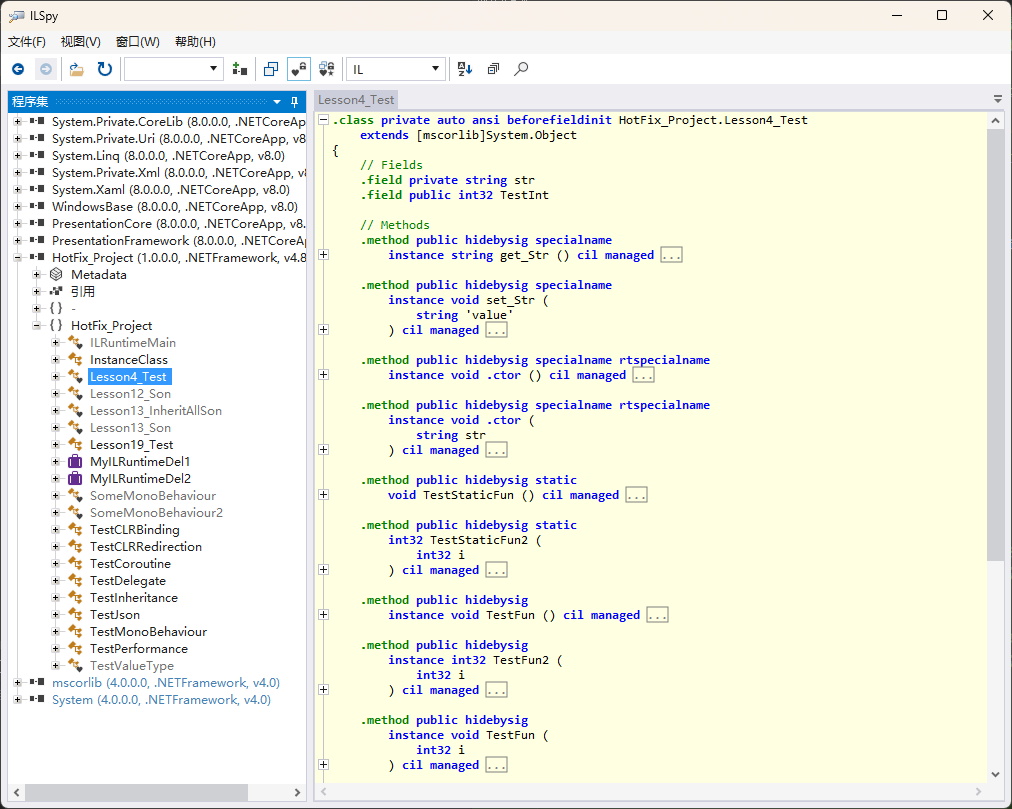 ILSpy
文件(F) 视图(V) 窗口(W) 帮助(H)
IL
程序集
System.Private.CoreLib (8.0.0.0, .NETCoreAp
System.Private.Uri (8.0.0.0, .NETCoreApp, v8.
System.Linq (8.0.0.0, .NETCoreApp, v8.0)
System.Private.Xml (8.0.0.0, .NETCoreApp, v
System.Xaml (8.0.0.0, .NETCoreApp, v8.0)
WindowsBase (8.0.0.0, .NETCoreApp, v8.0)
PresentationCore (8.0.0.0, .NETCoreApp, v8.
PresentationFramework (8.0.0.0, .NETCoreA
HotFix_Project (1.0.0.0, .NETFramework, v4.8
Metadata
引用
{ } -
{ } HotFix_Project
ILRuntimeMain
InstanceClass
Lesson4_Test
Lesson12_Son
Lesson13_InheritAllSon
Lesson13_Son
Lesson19_Test
MyILRuntimeDel1
MyILRuntimeDel2
SomeMonoBehaviour
SomeMonoBehaviour2
TestCLRBinding
TestCLRRedirection
TestCoroutine
TestDelegate
TestInheritance
TestJson
TestMonoBehaviour
TestPerformance
TestValueType
mscorlib (4.0.0.0, .NETFramework, v4.0)
System (4.0.0.0, .NETFramework, v4.0)
Lesson4_Test
.class private auto ansi beforefieldinit HotFix_Project.Lesson4_Test
extends [mscorlib]System.Object
{
// Fields
.field private string str
.field public int32 TestInt
// Methods
.method public hidebysig specialname
instance string get_Str () cil managed ...
.method public hidebysig specialname
instance void set_Str (
string 'value'
) cil managed ...
.method public hidebysig specialname rtspecialname
instance void .ctor () cil managed ...
.method public hidebysig specialname rtspecialname
instance void .ctor (
string str
) cil managed ...
.method public hidebysig static
void TestStaticFun () cil managed ...
.method public hidebysig static
int32 TestStaticFun2 (
int32 i
) cil managed ...
.method public hidebysig
instance void TestFun () cil managed ...
.method public hidebysig
instance int32 TestFun2 (
int32 i
) cil managed ...
.method public hidebysig
instance void TestFun (
int32 i
) cil managed ...